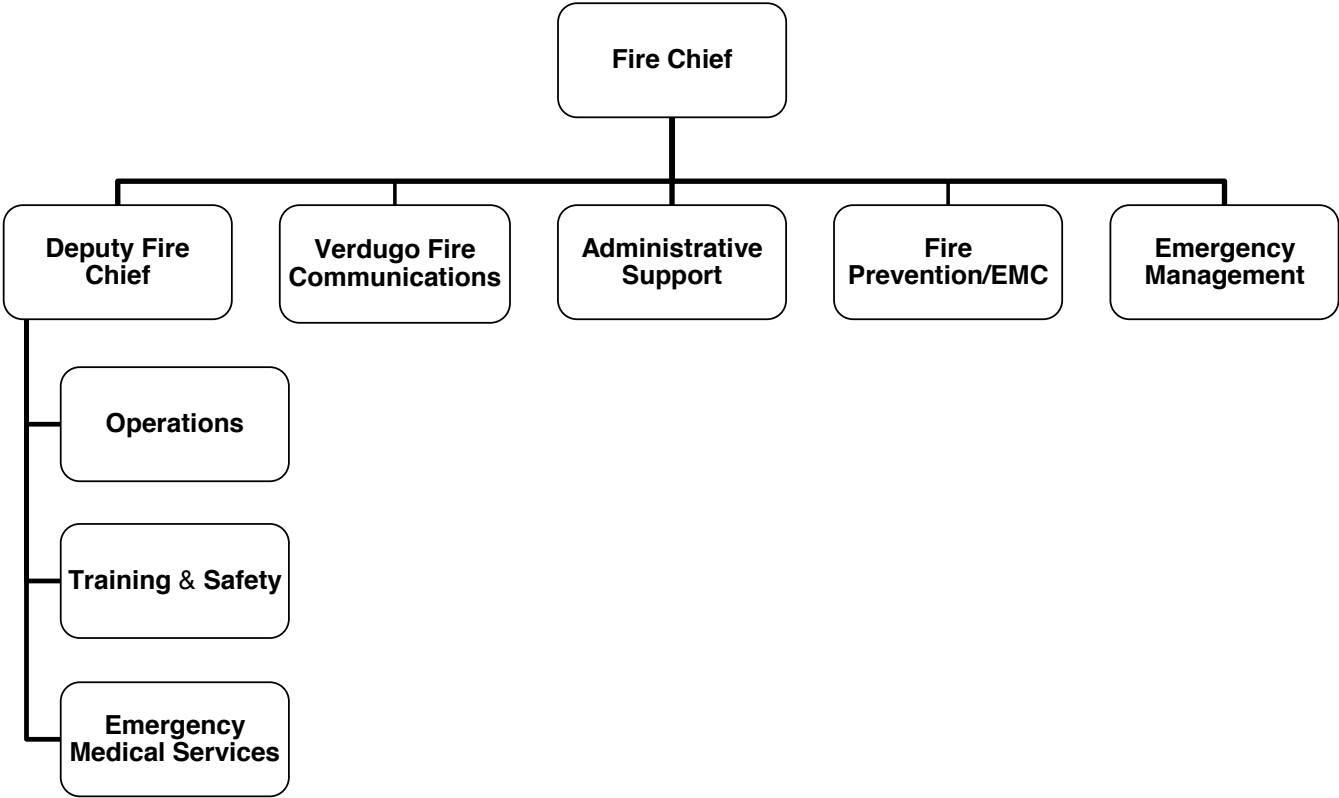 Fire Chief
Deputy Fire
Chief
Verdugo Fire
Communications
Administrative
Support
Fire
Prevention/EMC
Emergency
Management
Operations
Training & Safety
Emergency
Medical Services